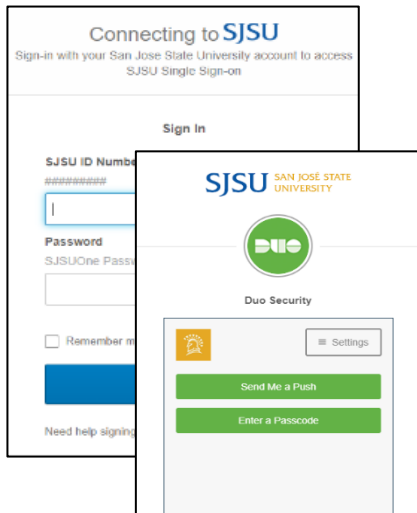 Connecting to SJSU
Sign-in with your San Jose State University account to access
SJSU Single Sign-on
Sign In
SJSU ID Numbe
#########
Password
SJSUOne Passw
Remember m
Need help signing
SJSU SAN JOSÉ STATE
UNIVERSITY
DUO
Duo Security
Settings
Send Me a Push
Enter a Passcode